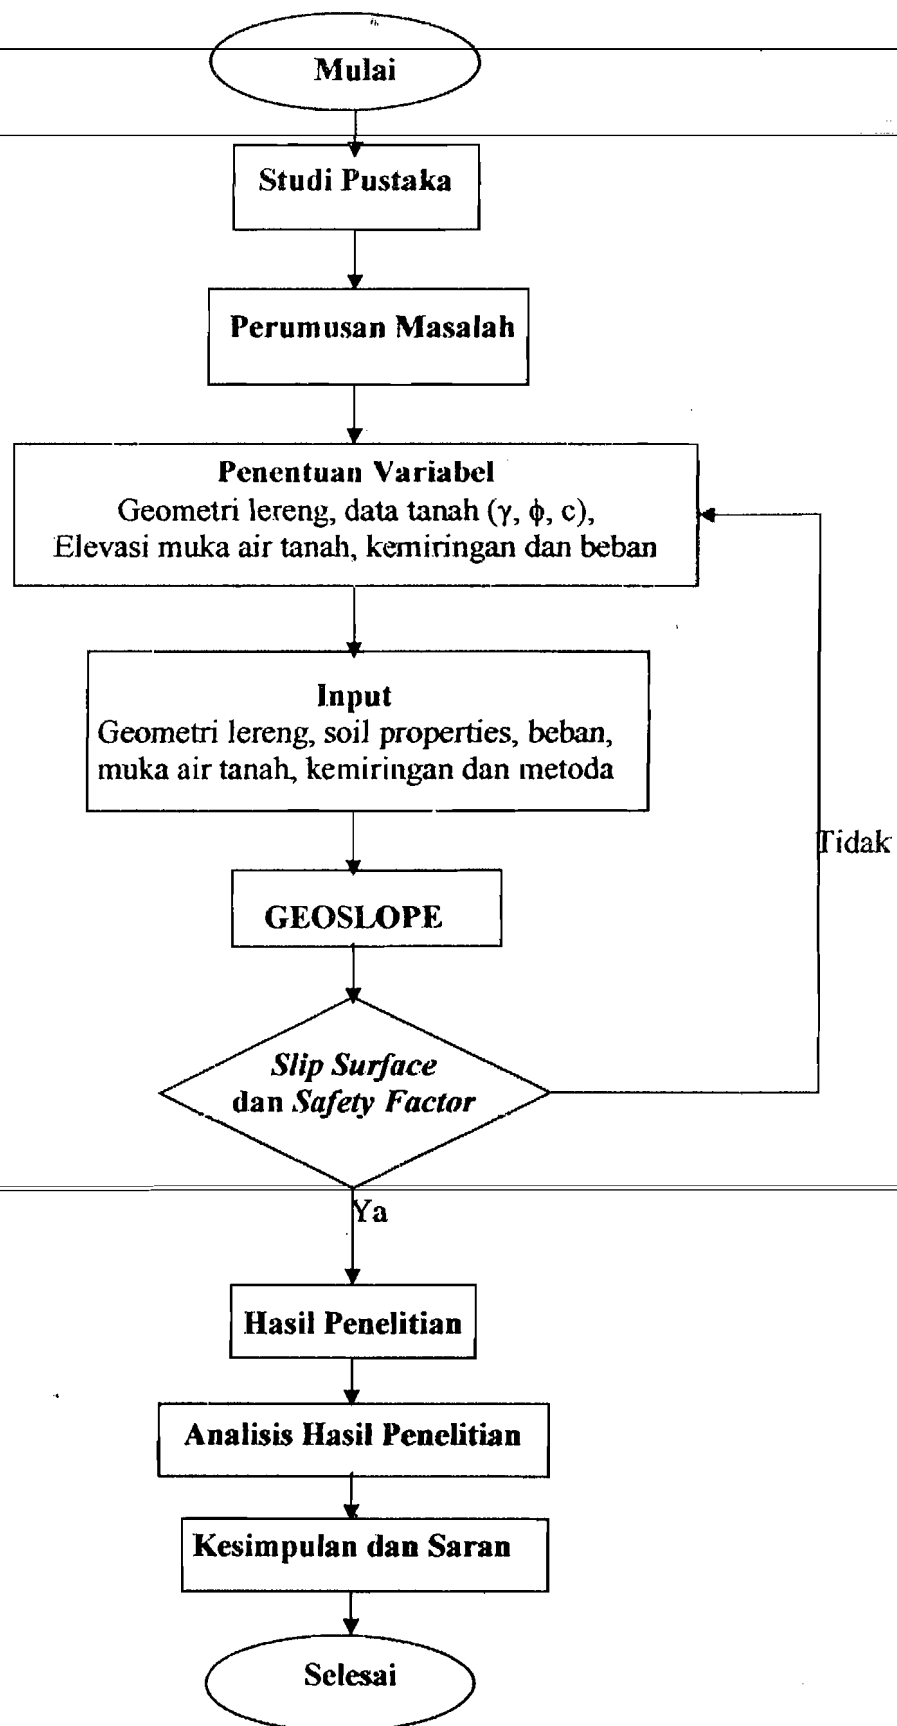 Mulai
Studi Pustaka
Perumusan Masalah
Penentuan Variabel
Geometri lereng, data tanah (γ, ϕ, c),
Elevasi muka air tanah, kemiringan dan beban
Input
Geometri lereng, soil properties, beban,
muka air tanah, kemiringan dan metoda
Tidak
GEOSLOPE
Slip Surface
dan Safety Factor
Ya
Hasil Penelitian
Analisis Hasil Penelitian
Kesimpulan dan Saran
Selesai